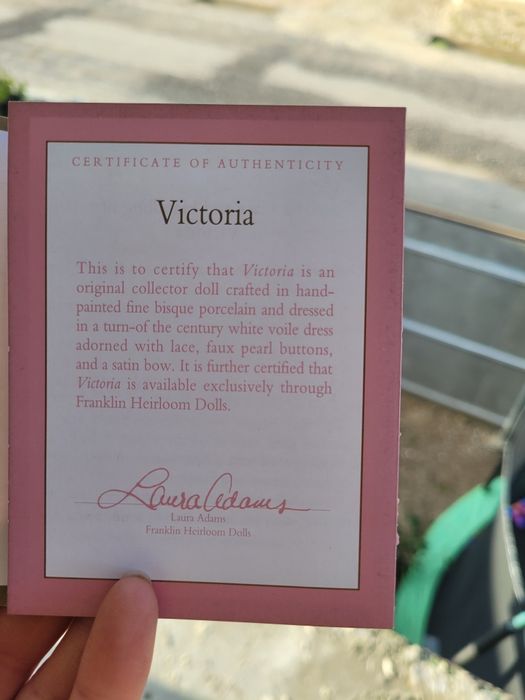 CERTIFICATE OF AUTHENTICITY
Victoria
This is to certify that Victoria is an
original collector doll crafted in hand-
painted fine bisque porcelain and dressed
in a turn-of the century white voile dress
adorned with lace, faux pearl buttons,
and a satin bow. It is further certified that
Victoria is available exclusively through
Franklin Heirloom Dolls.
Laura Adams
Laura Adams
Franklin Heirloom Dolls